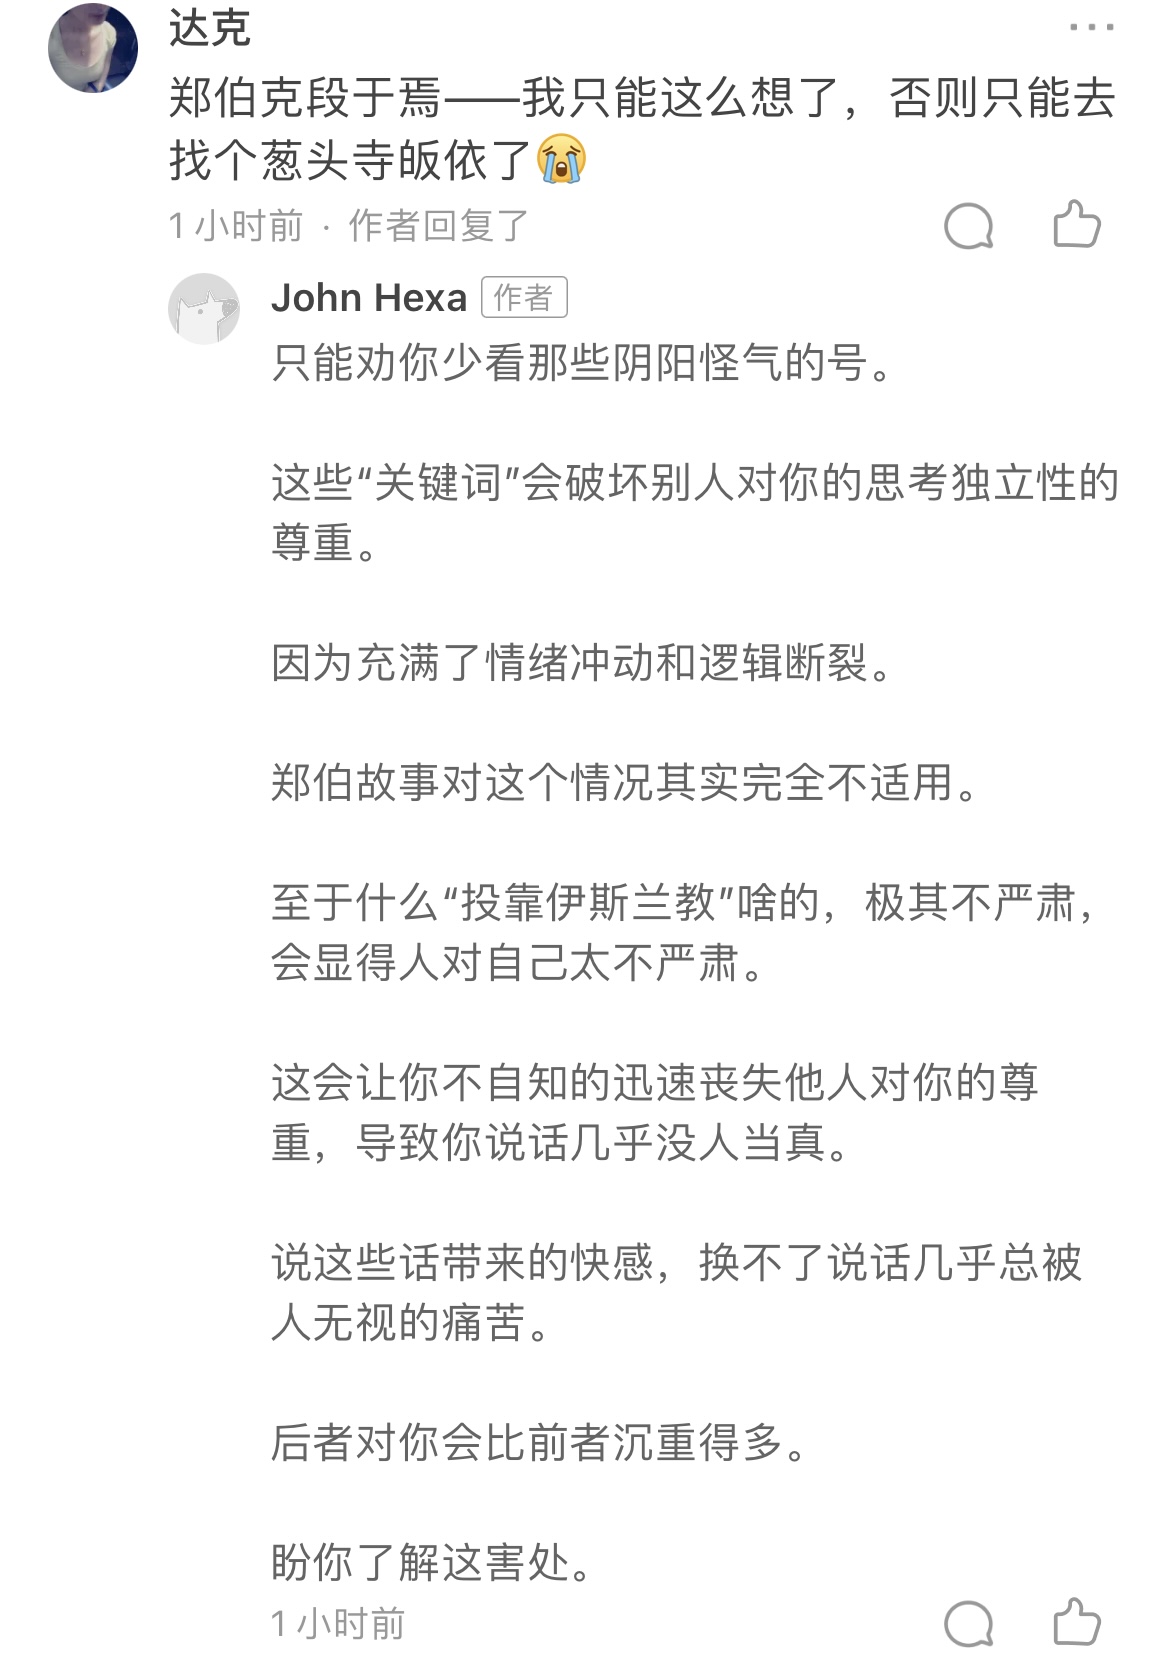 达克
郑伯克段于焉——我只能这么想了，否则只能去
找个葱头寺皈依了😭
1 小时前 · 作者回复了
John Hexa 作者
只能劝你少看那些阴阳怪气的号。
这些“关键词”会破坏别人对你的思考独立性的
尊重。
因为充满了情绪冲动和逻辑断裂。
郑伯故事对这个情况其实完全不适用。
至于什么“投靠伊斯兰教”啥的，极其不严肃，
会显得人对自己太不严肃。
这会让你不自知的迅速丧失他人对你的尊
重，导致你说话几乎没人当真。
说这些话带来的快感，换不了说话几乎总被
人无视的痛苦。
后者对你会比前者沉重得多。
盼你了解这害处。
1 小时前